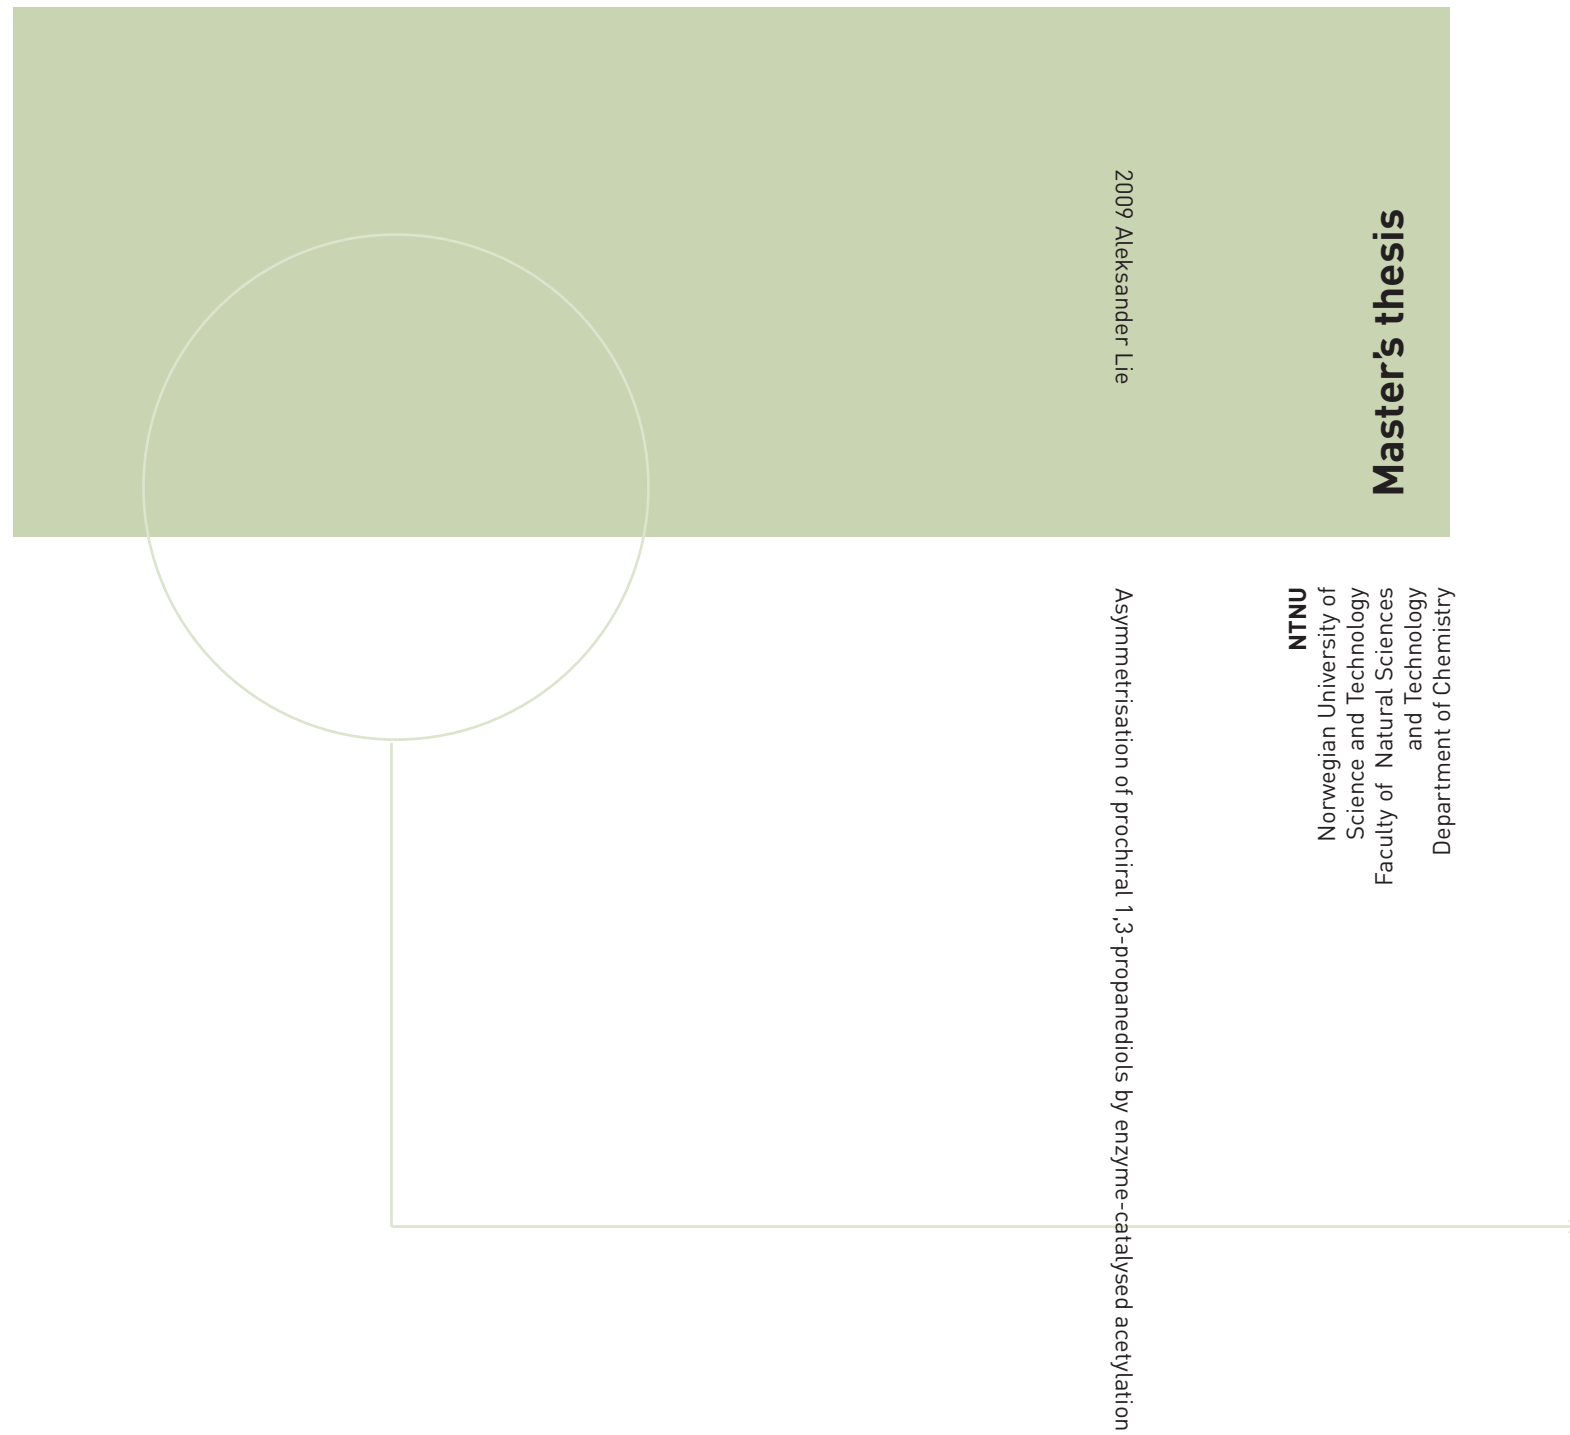 2009 Aleksander Lie
Asymmetrisation of prochiral 1,3-propanediols by enzyme-catalysed acetylation
Master's thesis
NTNU
Norwegian University of
Science and Technology
Faculty of Natural Sciences
and Technology
Department of Chemistry